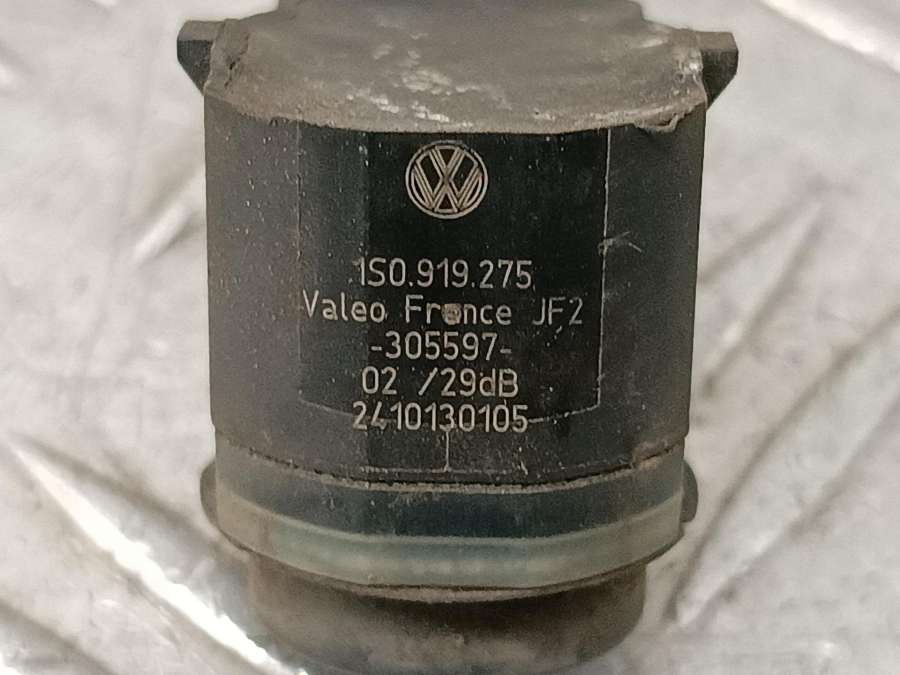 1S0.919.275
Valeo France JF2
-305597-
02 /29dB
2410130105